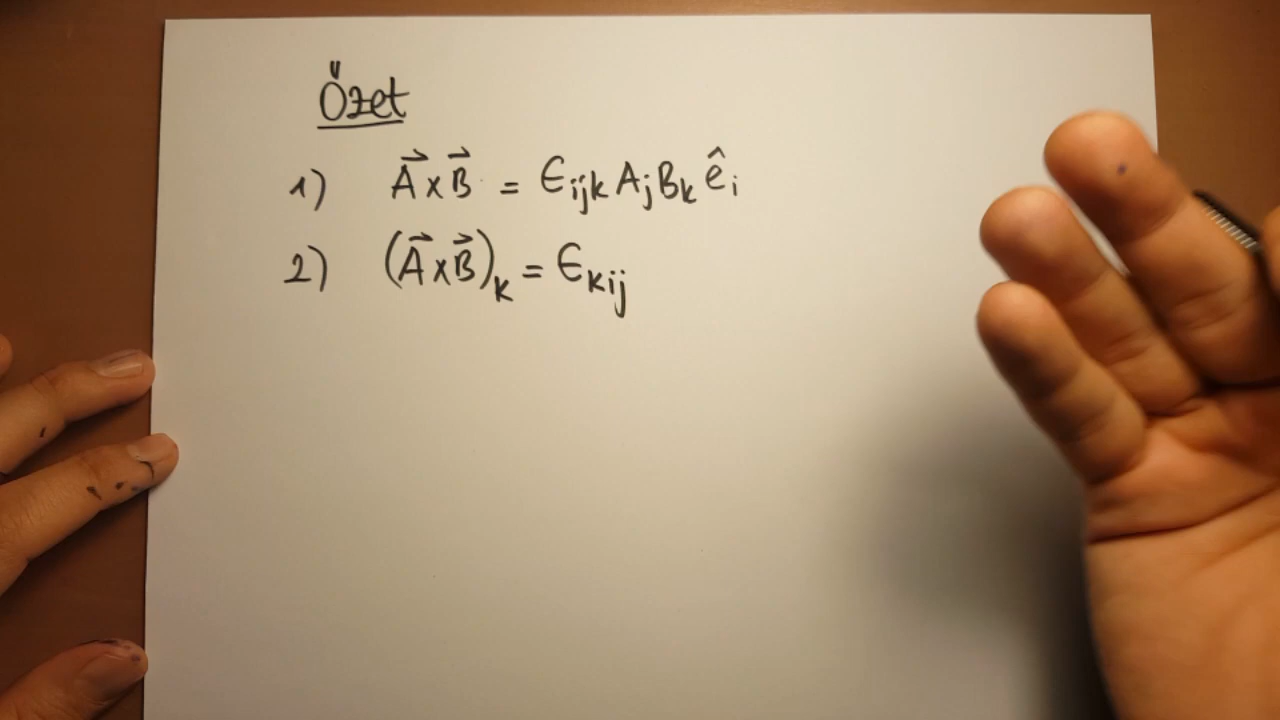 Özet
1) A⃗ x B⃗ = ϵᵢⱼₖ Aⱼ Bₖ êᵢ
2) (A⃗ x B⃗)ₖ = ϵₖᵢⱼ